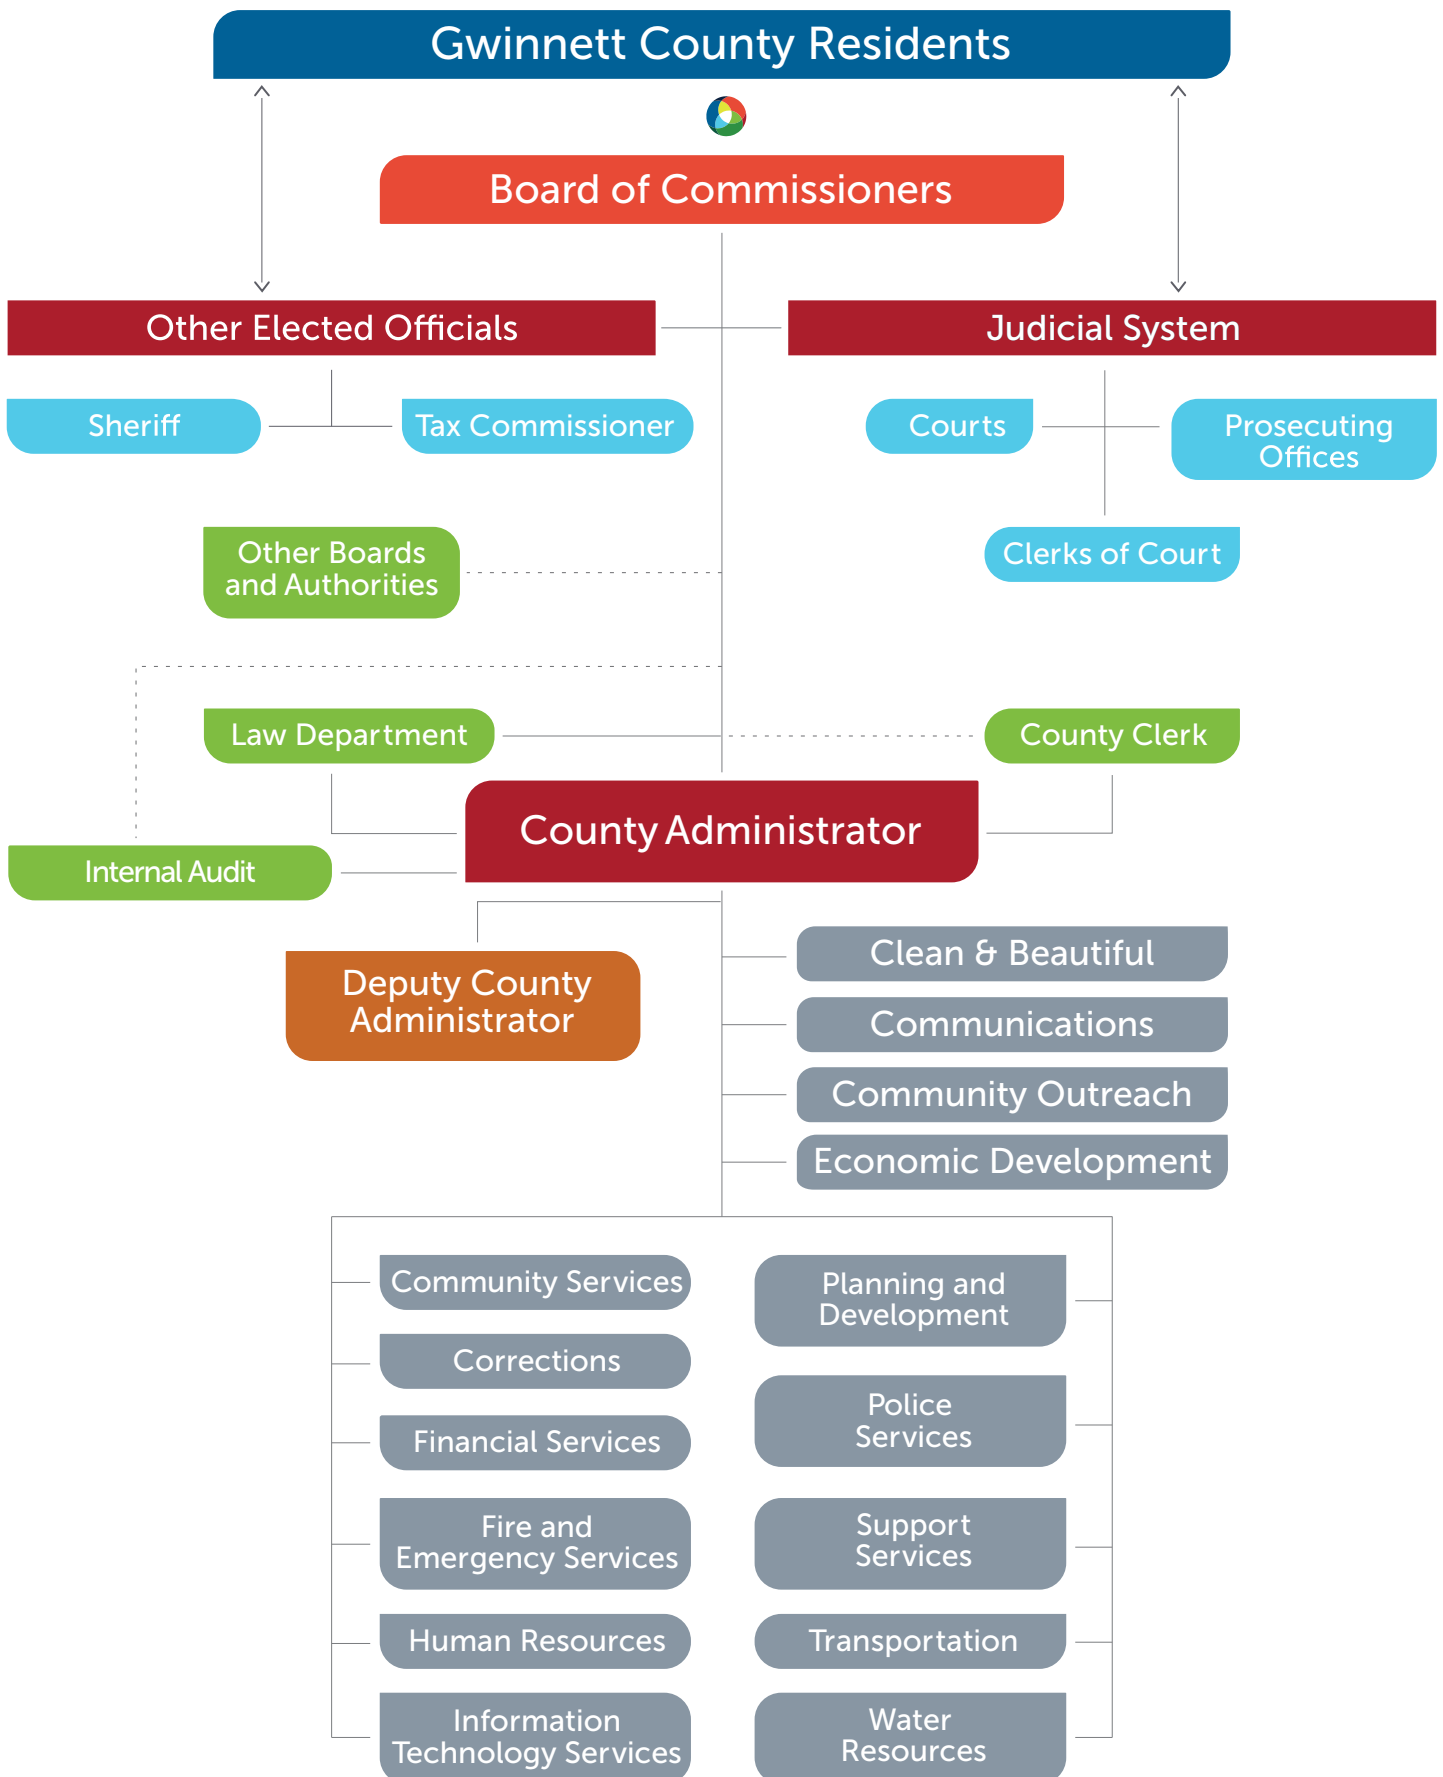 Gwinnett County Residents
Board of Commissioners
Other Elected Officials
Judicial System
Sheriff
Tax Commissioner
Courts
Prosecuting
Offices
Clerks of Court
Other Boards
and Authorities
Law Department
County Clerk
County Administrator
Internal Audit
Deputy County
Administrator
Clean & Beautiful
Communications
Community Outreach
Economic Development
Community Services
Corrections
Financial Services
Fire and
Emergency Services
Human Resources
Information
Technology Services
Planning and
Development
Police
Services
Support
Services
Transportation
Water
Resources